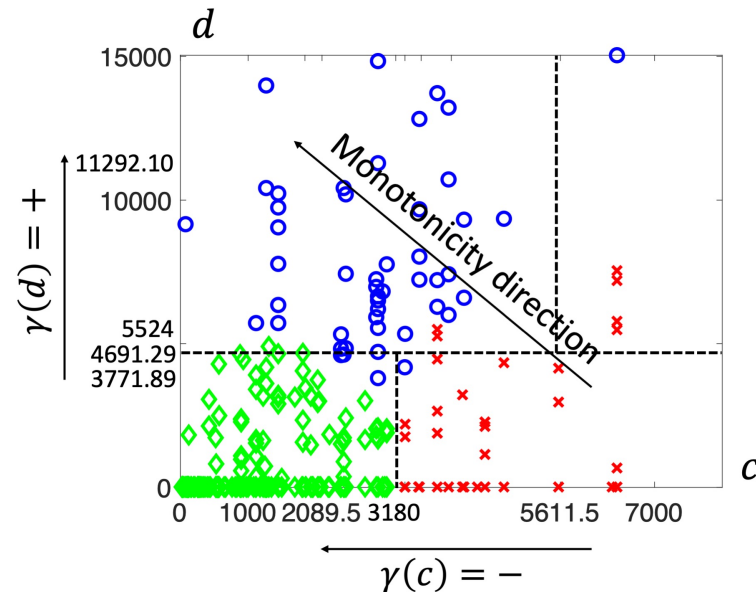 d
15000
11292.10
10000
γ(d) = +
Monotonicity direction
5524
4691.29
3771.89
0
c
0 1000 2089.5 3180 5611.5 7000
γ(c) = −